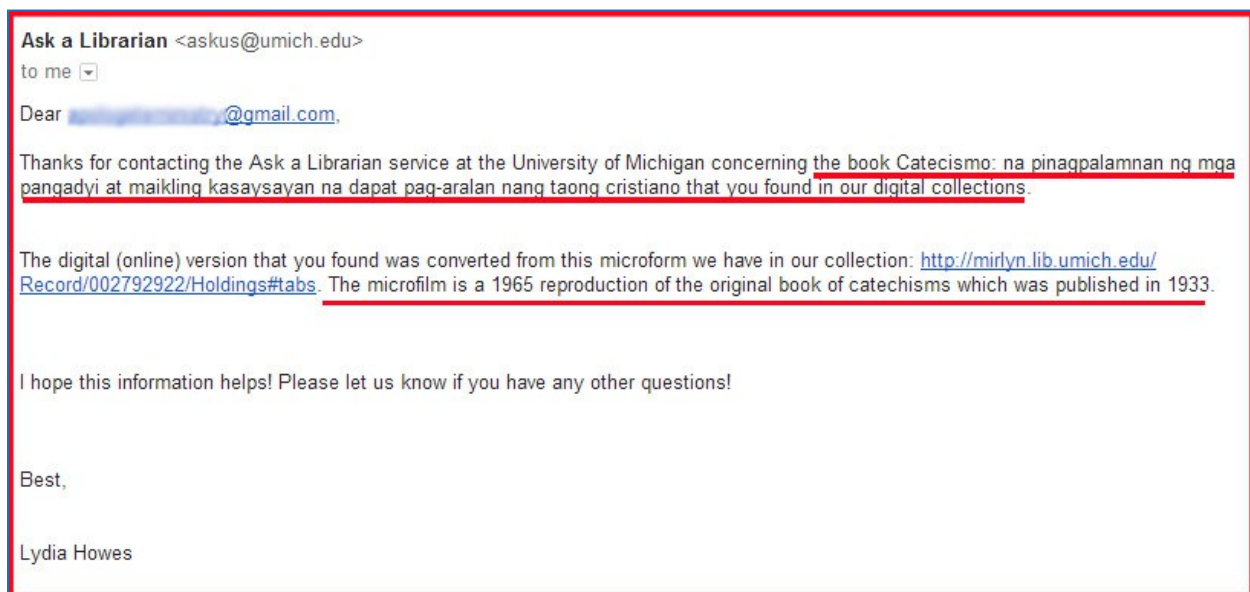 Ask a Librarian <askus@umich.edu>
to me
Dear @gmail.com,
Thanks for contacting the Ask a Librarian service at the University of Michigan concerning the book Catecismo: na pinagpalamnan ng mga
pangadyi at maikling kasaysayan na dapat pag-aralan nang taong cristiano that you found in our digital collections.
The digital (online) version that you found was converted from this microform we have in our collection: http://mirlyn.lib.umich.edu/
Record/002792922/Holdings#tabs. The microfilm is a 1965 reproduction of the original book of catechisms which was published in 1933.
I hope this information helps! Please let us know if you have any other questions!
Best,
Lydia Howes